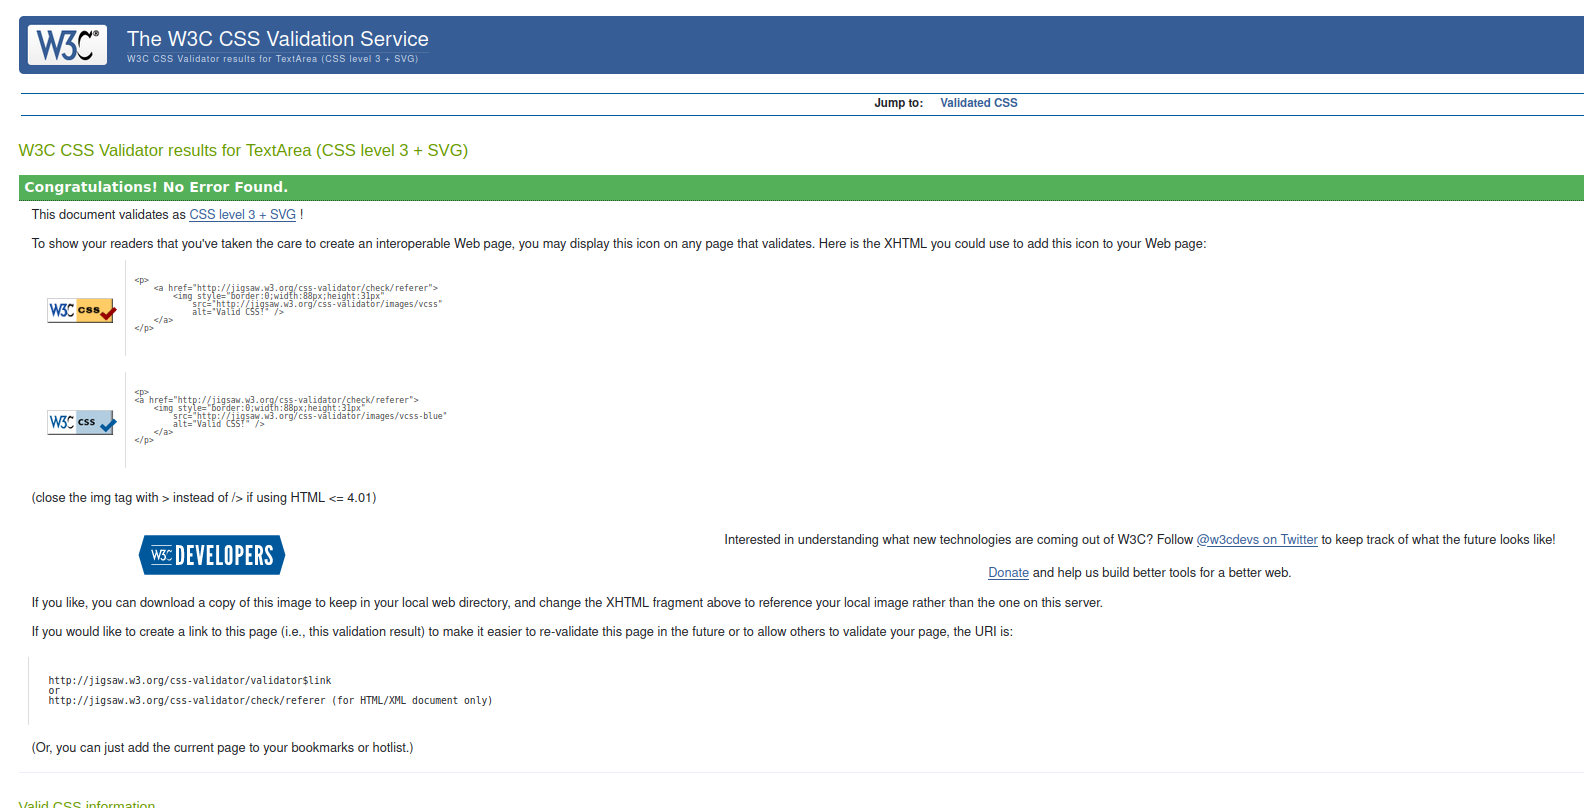 W3C®
The W3C CSS Validation Service
W3C CSS Validator results for TextArea (CSS level 3 + SVG)
Jump to: Validated CSS
W3C CSS Validator results for TextArea (CSS level 3 + SVG)
Congratulations! No Error Found.
This document validates as CSS level 3 + SVG !
To show your readers that you've taken the care to create an interoperable Web page, you may display this icon on any page that validates. Here is the XHTML you could use to add this icon to your Web page:
W3C css
<p>
<a href="http://jigsaw.w3.org/css-validator/check/referer">
<img style="border:0;width:88px;height:31px"
src="http://jigsaw.w3.org/css-validator/images/vcss"
alt="Valid CSS!" />
</a>
</p>
W3C css
<p>
<a href="http://jigsaw.w3.org/css-validator/check/referer">
<img style="border:0;width:88px;height:31px"
src="http://jigsaw.w3.org/css-validator/images/vcss-blue"
alt="Valid CSS!" />
</a>
</p>
(close the img tag with > instead of /> if using HTML <= 4.01)
W3C DEVELOPERS
Interested in understanding what new technologies are coming out of W3C? Follow @w3cdevs on Twitter to keep track of what the future looks like!
Donate and help us build better tools for a better web.
If you like, you can download a copy of this image to keep in your local web directory, and change the XHTML fragment above to reference your local image rather than the one on this server.
If you would like to create a link to this page (i.e., this validation result) to make it easier to re-validate this page in the future or to allow others to validate your page, the URI is:
http://jigsaw.w3.org/css-validator/validator$link
or
http://jigsaw.w3.org/css-validator/check/referer (for HTML/XML document only)
(Or, you can just add the current page to your bookmarks or hotlist.)
Valid CSS information